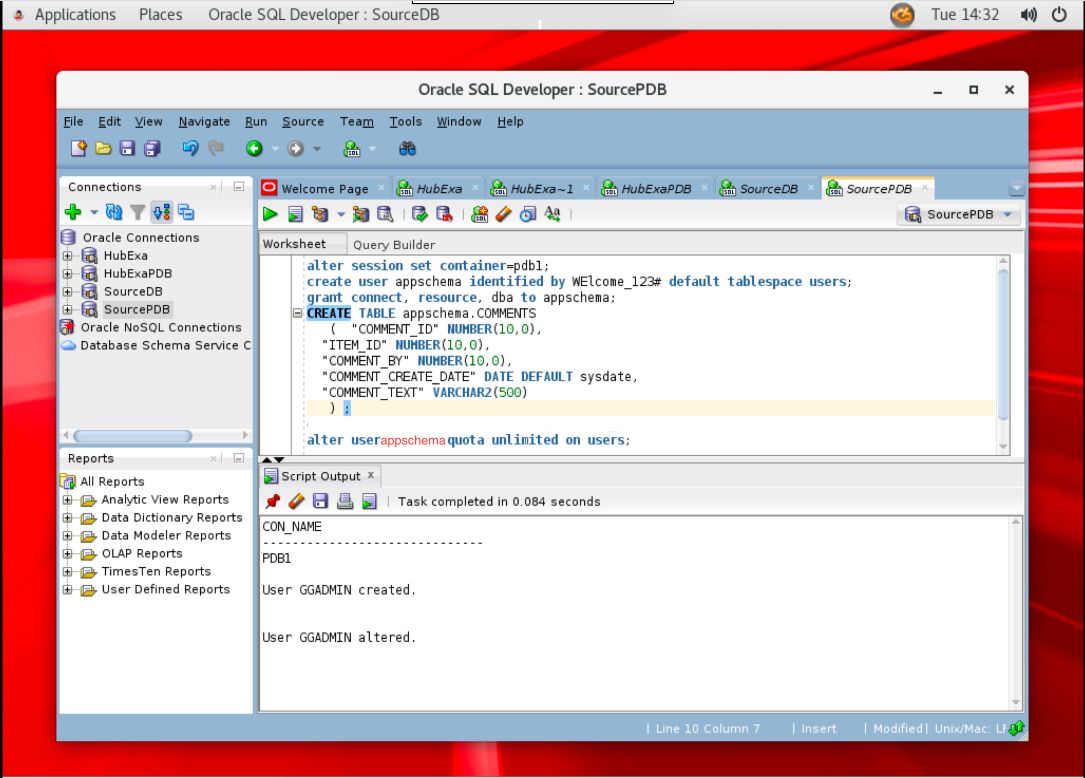 Applications Places Oracle SQL Developer : SourceDB Tue 14:32
Oracle SQL Developer : SourcePDB
File Edit View Navigate Run Source Team Tools Window Help
Connections
Oracle Connections
HubExa
HubExaPDB
SourceDB
SourcePDB
Oracle NoSQL Connections
Database Schema Service C
Reports
All Reports
Analytic View Reports
Data Dictionary Reports
Data Modeler Reports
OLAP Reports
TimesTen Reports
User Defined Reports
Welcome Page HubExa HubExa~1 HubExaPDB SourceDB SourcePDB
SourcePDB
Worksheet Query Builder
alter session set container=pdb1;
create user appschema identified by WElcome_123# default tablespace users;
grant connect, resource, dba to appschema;
CREATE TABLE appschema.COMMENTS
( "COMMENT_ID" NUMBER(10,0),
"ITEM_ID" NUMBER(10,0),
"COMMENT_BY" NUMBER(10,0),
"COMMENT_CREATE_DATE" DATE DEFAULT sysdate,
"COMMENT_TEXT" VARCHAR2(500)
) ;
alter user appschema quota unlimited on users;
Script Output
Task completed in 0.084 seconds
CON_NAME
------------------------------
PDB1
User GGADMIN created.
User GGADMIN altered.
Line 10 Column 7 | Insert | Modified | Unix/Mac: LF